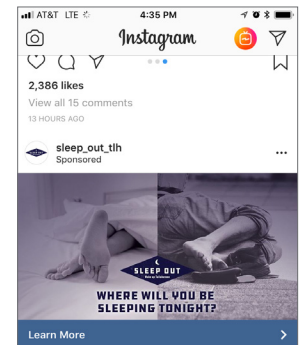 AT&T LTE 4:35 PM
Instagram
2,386 likes
View all 15 comments
13 HOURS AGO
sleep_out_tlh
Sponsored
SLEEP OUT
WHERE WILL YOU BE
SLEEPING TONIGHT?
Learn More